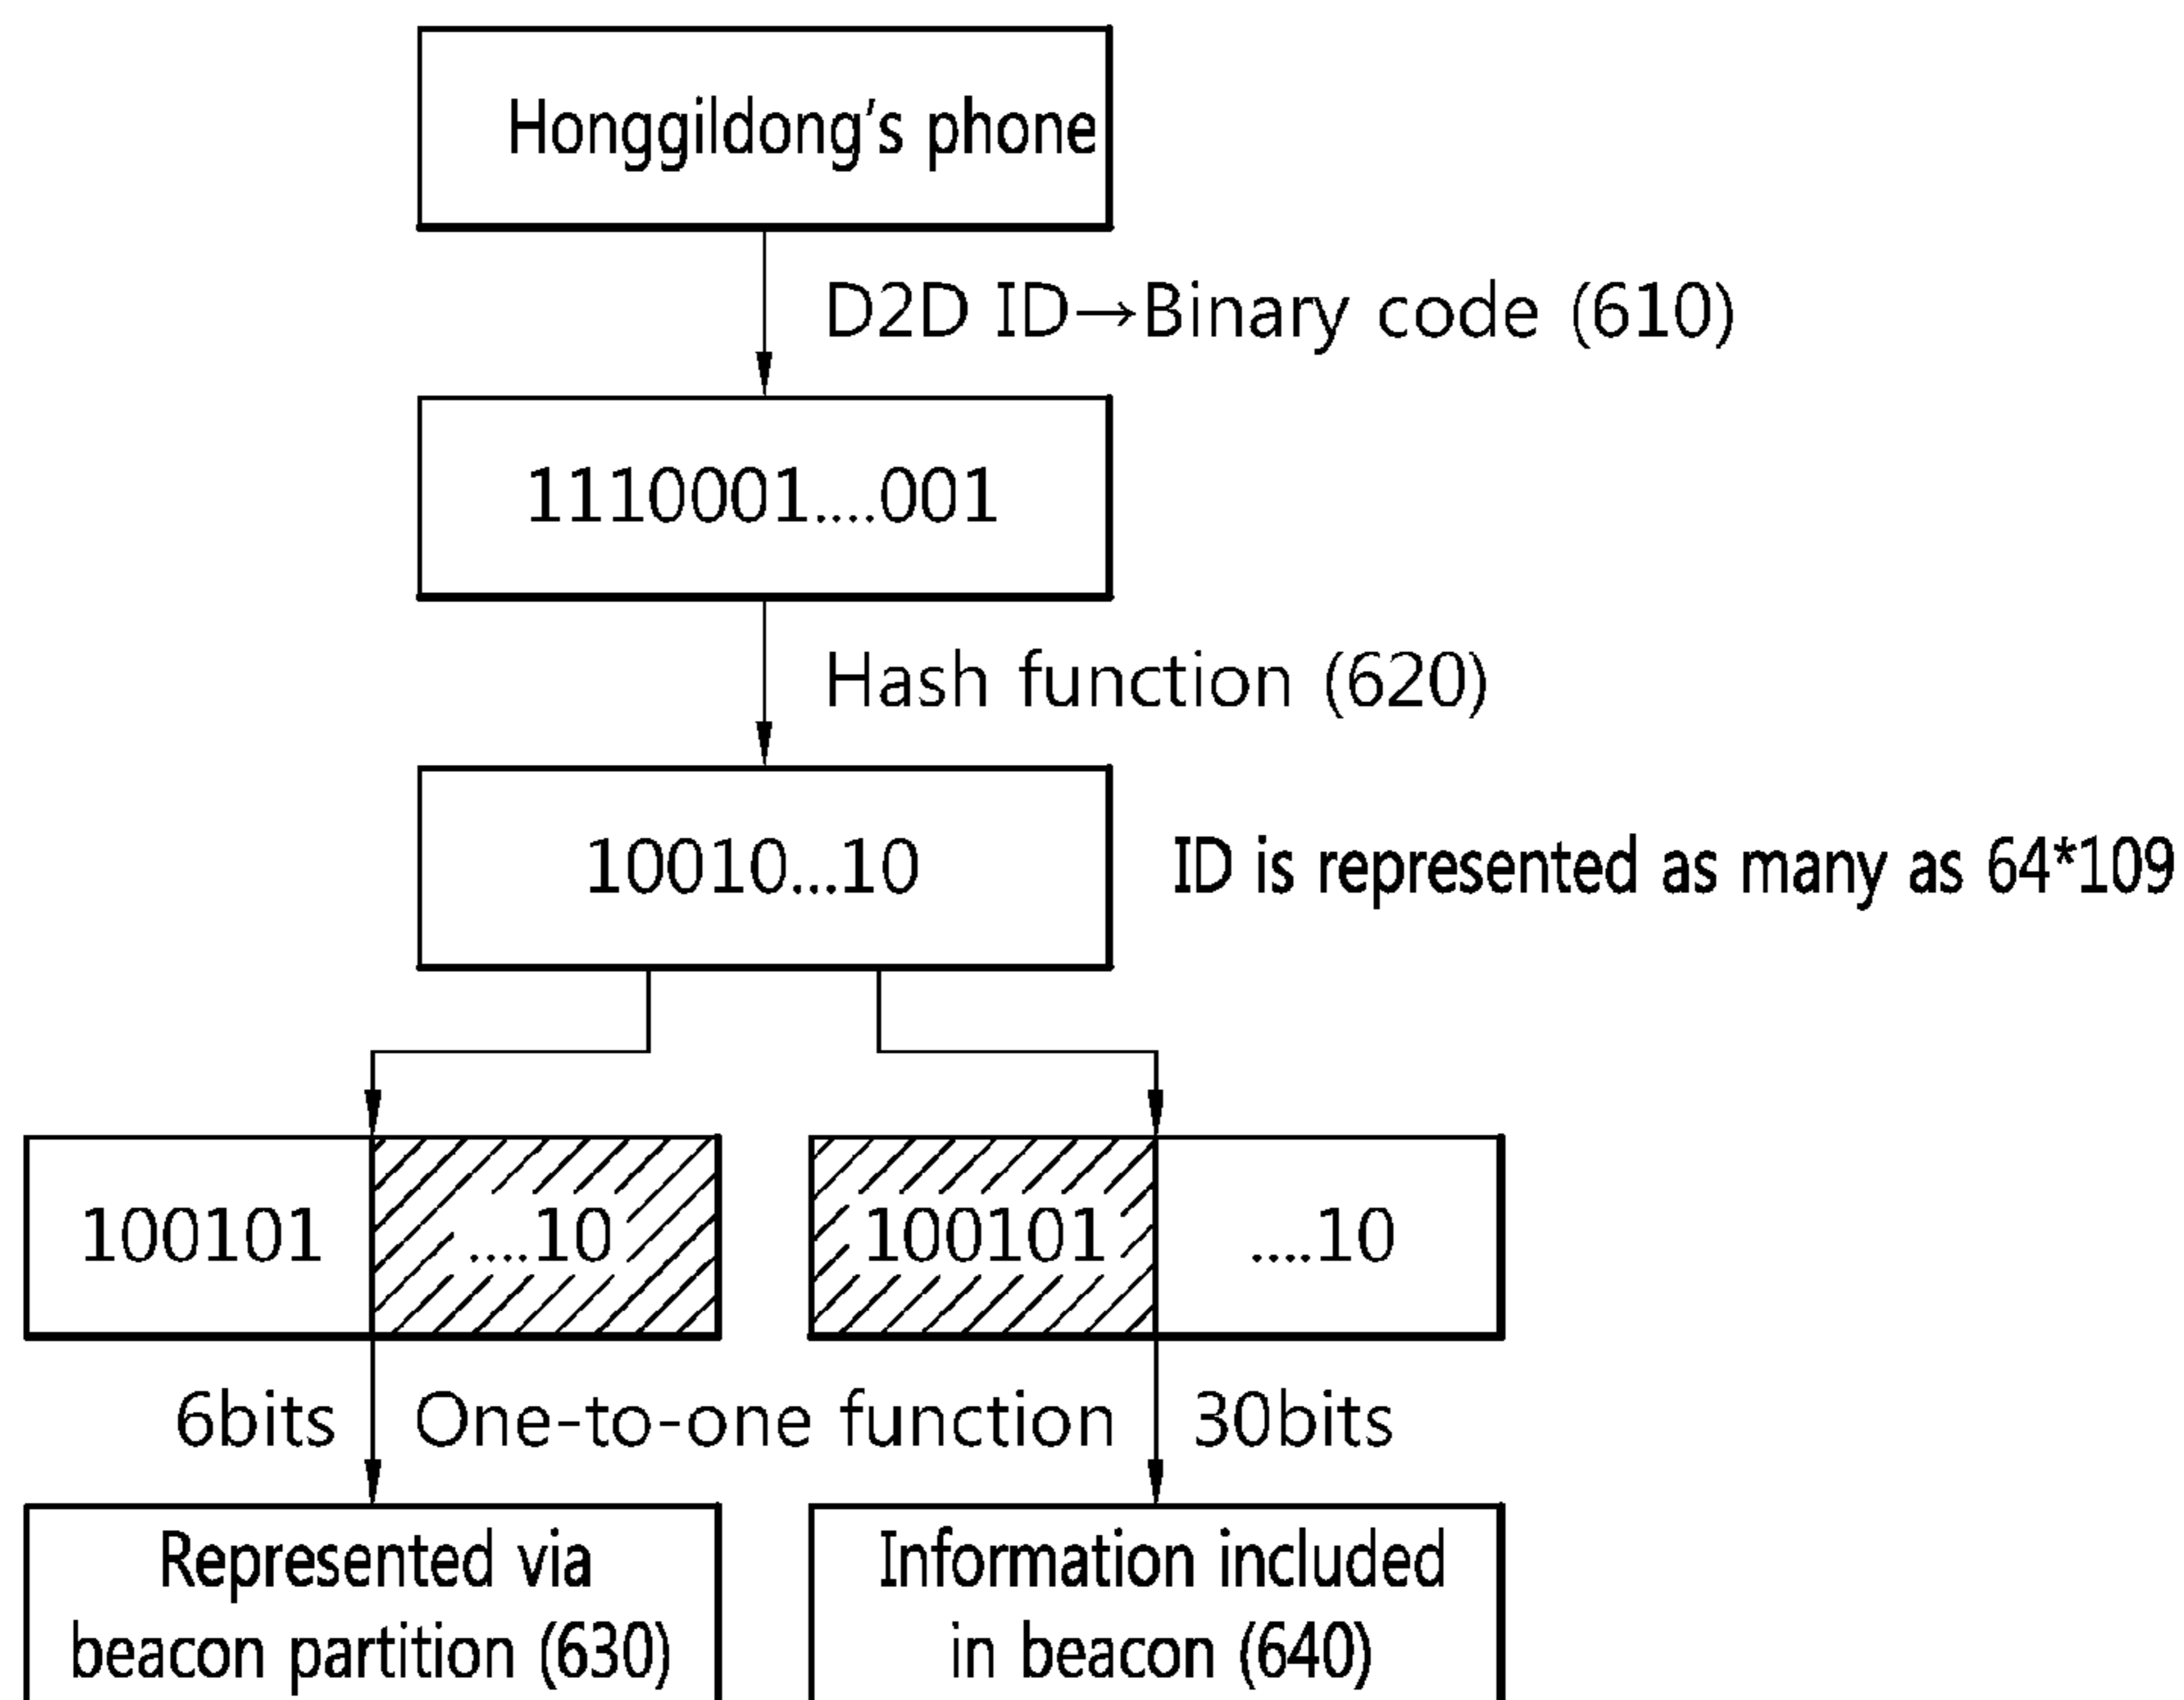 Honggildong's phone
D2D ID→Binary code (610)
1110001....001
Hash function (620)
10010...10
ID is represented as many as 64*109
100101 ....10 100101 ....10
6bits One-to-one function 30bits
Represented via
beacon partition (630)
Information included
in beacon (640)